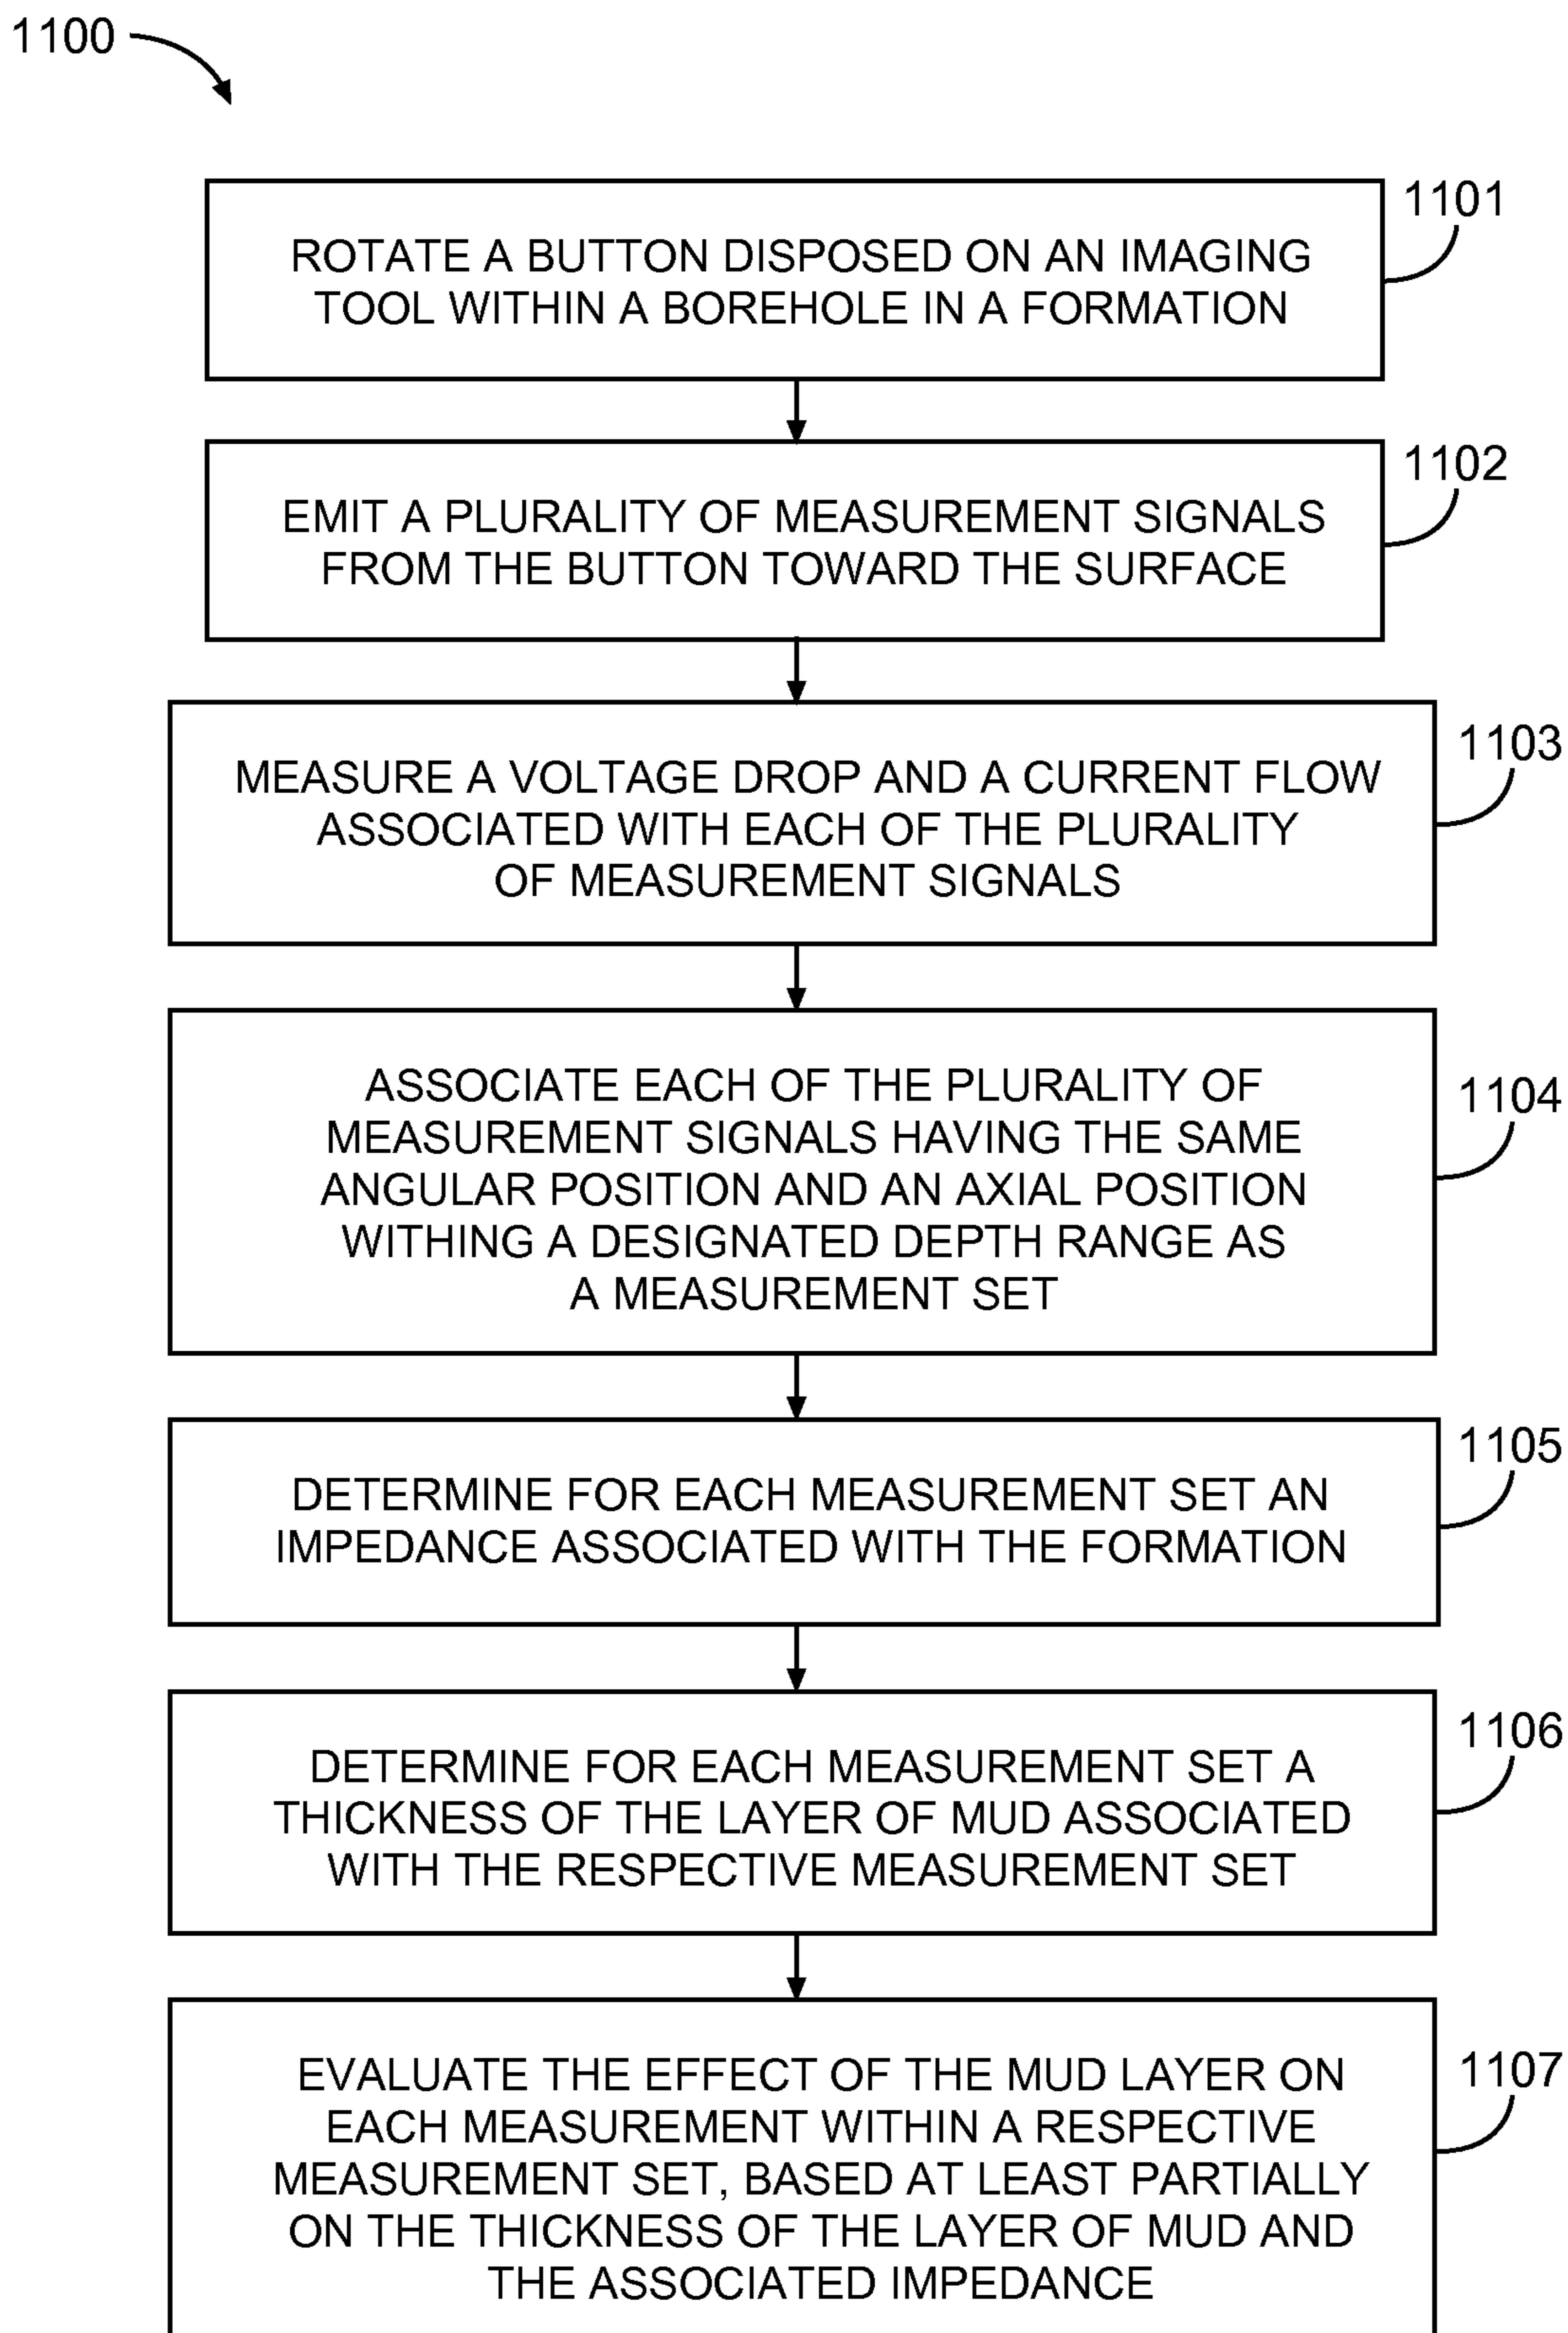 1100
1101
ROTATE A BUTTON DISPOSED ON AN IMAGING
TOOL WITHIN A BOREHOLE IN A FORMATION
1102
EMIT A PLURALITY OF MEASUREMENT SIGNALS
FROM THE BUTTON TOWARD THE SURFACE
1103
MEASURE A VOLTAGE DROP AND A CURRENT FLOW
ASSOCIATED WITH EACH OF THE PLURALITY
OF MEASUREMENT SIGNALS
1104
ASSOCIATE EACH OF THE PLURALITY OF
MEASUREMENT SIGNALS HAVING THE SAME
ANGULAR POSITION AND AN AXIAL POSITION
WITHING A DESIGNATED DEPTH RANGE AS
A MEASUREMENT SET
1105
DETERMINE FOR EACH MEASUREMENT SET AN
IMPEDANCE ASSOCIATED WITH THE FORMATION
1106
DETERMINE FOR EACH MEASUREMENT SET A
THICKNESS OF THE LAYER OF MUD ASSOCIATED
WITH THE RESPECTIVE MEASUREMENT SET
1107
EVALUATE THE EFFECT OF THE MUD LAYER ON
EACH MEASUREMENT WITHIN A RESPECTIVE
MEASUREMENT SET, BASED AT LEAST PARTIALLY
ON THE THICKNESS OF THE LAYER OF MUD AND
THE ASSOCIATED IMPEDANCE